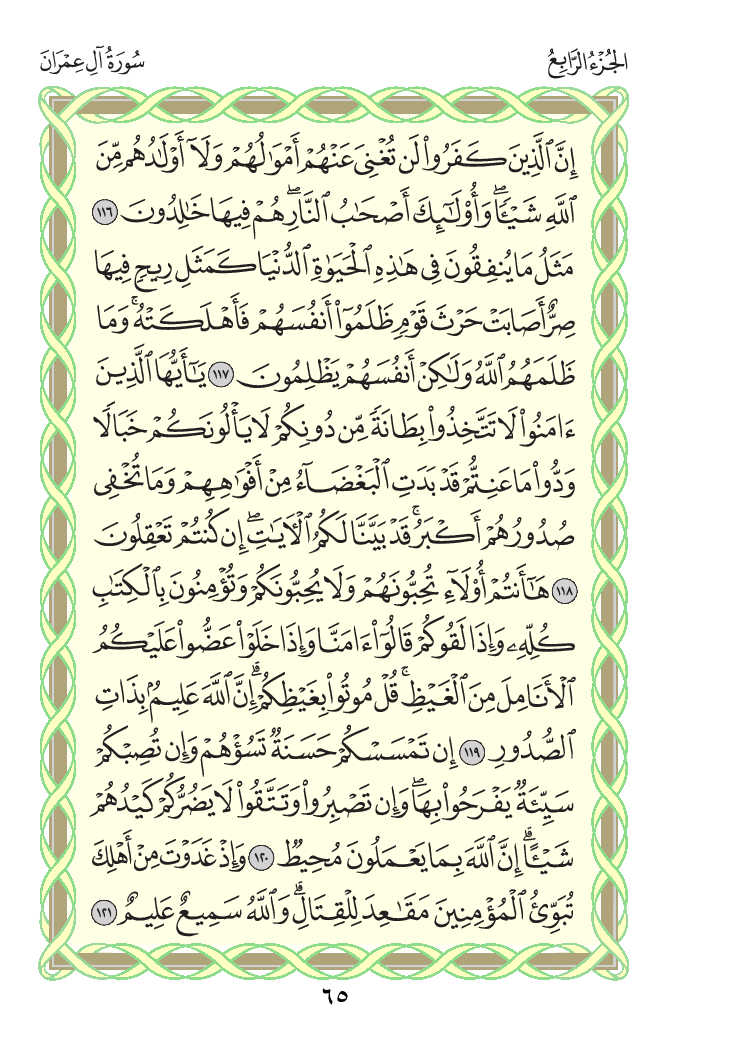 الجُزْءُ الرَّابِعُ
سُورَةُ آلِ عِمْرَانَ
إِنَّ ٱلَّذِينَ كَفَرُوا۟ لَن تُغْنِىَ عَنْهُمْ أَمْوَٰلُهُمْ وَلَآ أَوْلَٰدُهُم مِّنَ
ٱللَّهِ شَيْـًٔا ۖ وَأُو۟لَٰٓئِكَ أَصْحَٰبُ ٱلنَّارِ ۖ هُمْ فِيهَا خَٰلِدُونَ ١١٦
مَثَلُ مَا يُنفِقُونَ فِى هَٰذِهِ ٱلْحَيَوٰةِ ٱلدُّنْيَا كَمَثَلِ رِيحٍ فِيهَا
صِرٌّ أَصَابَتْ حَرْثَ قَوْمٍ ظَلَمُوٓا۟ أَنفُسَهُمْ فَأَهْلَكَتْهُ ۚ وَمَا
ظَلَمَهُمُ ٱللَّهُ وَلَٰكِنْ أَنفُسَهُمْ يَظْلِمُونَ ١١٧ يَٰٓأَيُّهَا ٱلَّذِينَ
ءَامَنُوا۟ لَا تَتَّخِذُوا۟ بِطَانَةً مِّن دُونِكُمْ لَا يَأْلُونَكُمْ خَبَالًا
وَدُّوا۟ مَا عَنِتُّمْ قَدْ بَدَتِ ٱلْبَغْضَآءُ مِنْ أَفْوَٰهِهِمْ وَمَا تُخْفِى
صُدُورُهُمْ أَكْبَرُ ۚ قَدْ بَيَّنَّا لَكُمُ ٱلْءَايَٰتِ ۖ إِن كُنتُمْ تَعْقِلُونَ
١١٨ هَٰٓأَنتُمْ أُو۟لَآءِ تُحِبُّونَهُمْ وَلَا يُحِبُّونَكُمْ وَتُؤْمِنُونَ بِٱلْكِتَٰبِ
كُلِّهِۦ وَإِذَا لَقُوكُمْ قَالُوٓا۟ ءَامَنَّا وَإِذَا خَلَوْا۟ عَضُّوا۟ عَلَيْكُمُ
ٱلْأَنَامِلَ مِنَ ٱلْغَيْظِ ۚ قُلْ مُوتُوا۟ بِغَيْظِكُمْ ۗ إِنَّ ٱللَّهَ عَلِيمٌۢ بِذَاتِ
ٱلصُّدُورِ ١١٩ إِن تَمْسَسْكُمْ حَسَنَةٌ تَسُؤْهُمْ وَإِن تُصِبْكُمْ
سَيِّئَةٌ يَفْرَحُوا۟ بِهَا ۖ وَإِن تَصْبِرُوا۟ وَتَتَّقُوا۟ لَا يَضُرُّكُمْ كَيْدُهُمْ
شَيْـًٔا ۗ إِنَّ ٱللَّهَ بِمَا يَعْمَلُونَ مُحِيطٌ ١٢٠ وَإِذْ غَدَوْتَ مِنْ أَهْلِكَ
تُبَوِّئُ ٱلْمُؤْمِنِينَ مَقَٰعِدَ لِلْقِتَالِ ۗ وَٱللَّهُ سَمِيعٌ عَلِيمٌ ١٢١
٦٥